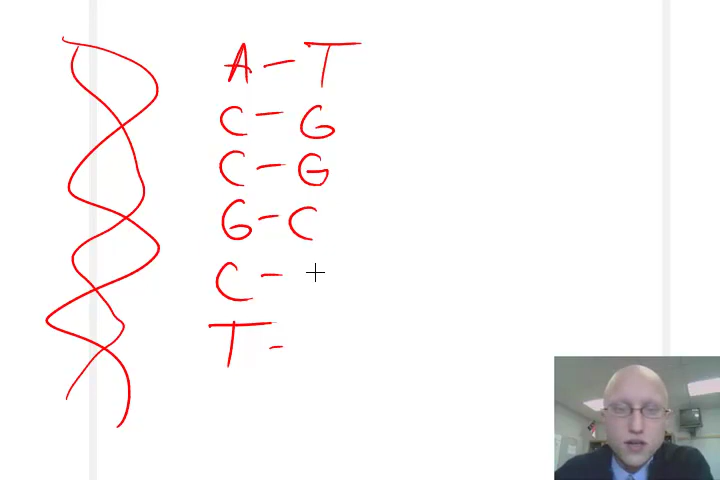 A - T
C - G
C - G
G - C
C -
T -